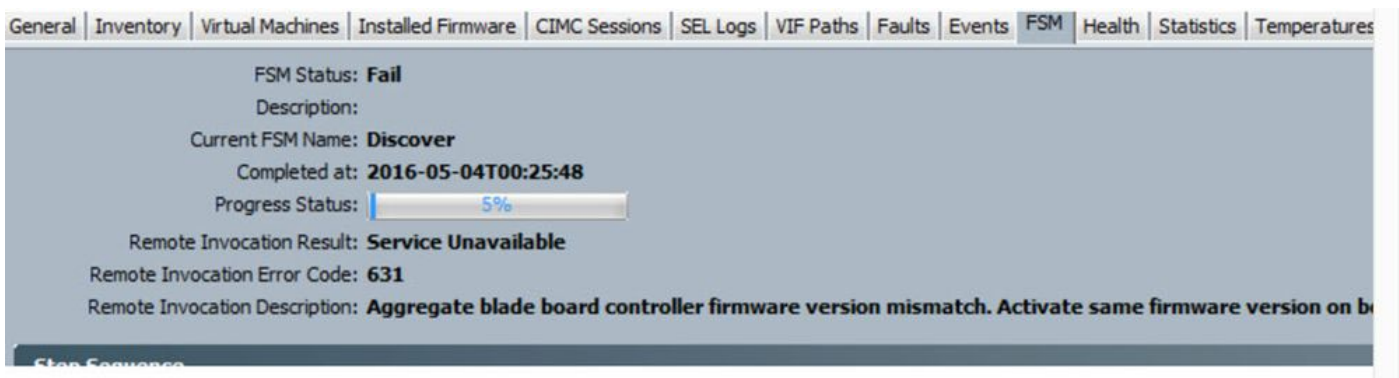 General Inventory Virtual Machines Installed Firmware CIMC Sessions SEL Logs VIF Paths Faults Events FSM Health Statistics Temperatures
FSM Status: Fail
Description:
Current FSM Name: Discover
Completed at: 2016-05-04T00:25:48
Progress Status: 5%
Remote Invocation Result: Service Unavailable
Remote Invocation Error Code: 631
Remote Invocation Description: Aggregate blade board controller firmware version mismatch. Activate same firmware version on
Step Sequence